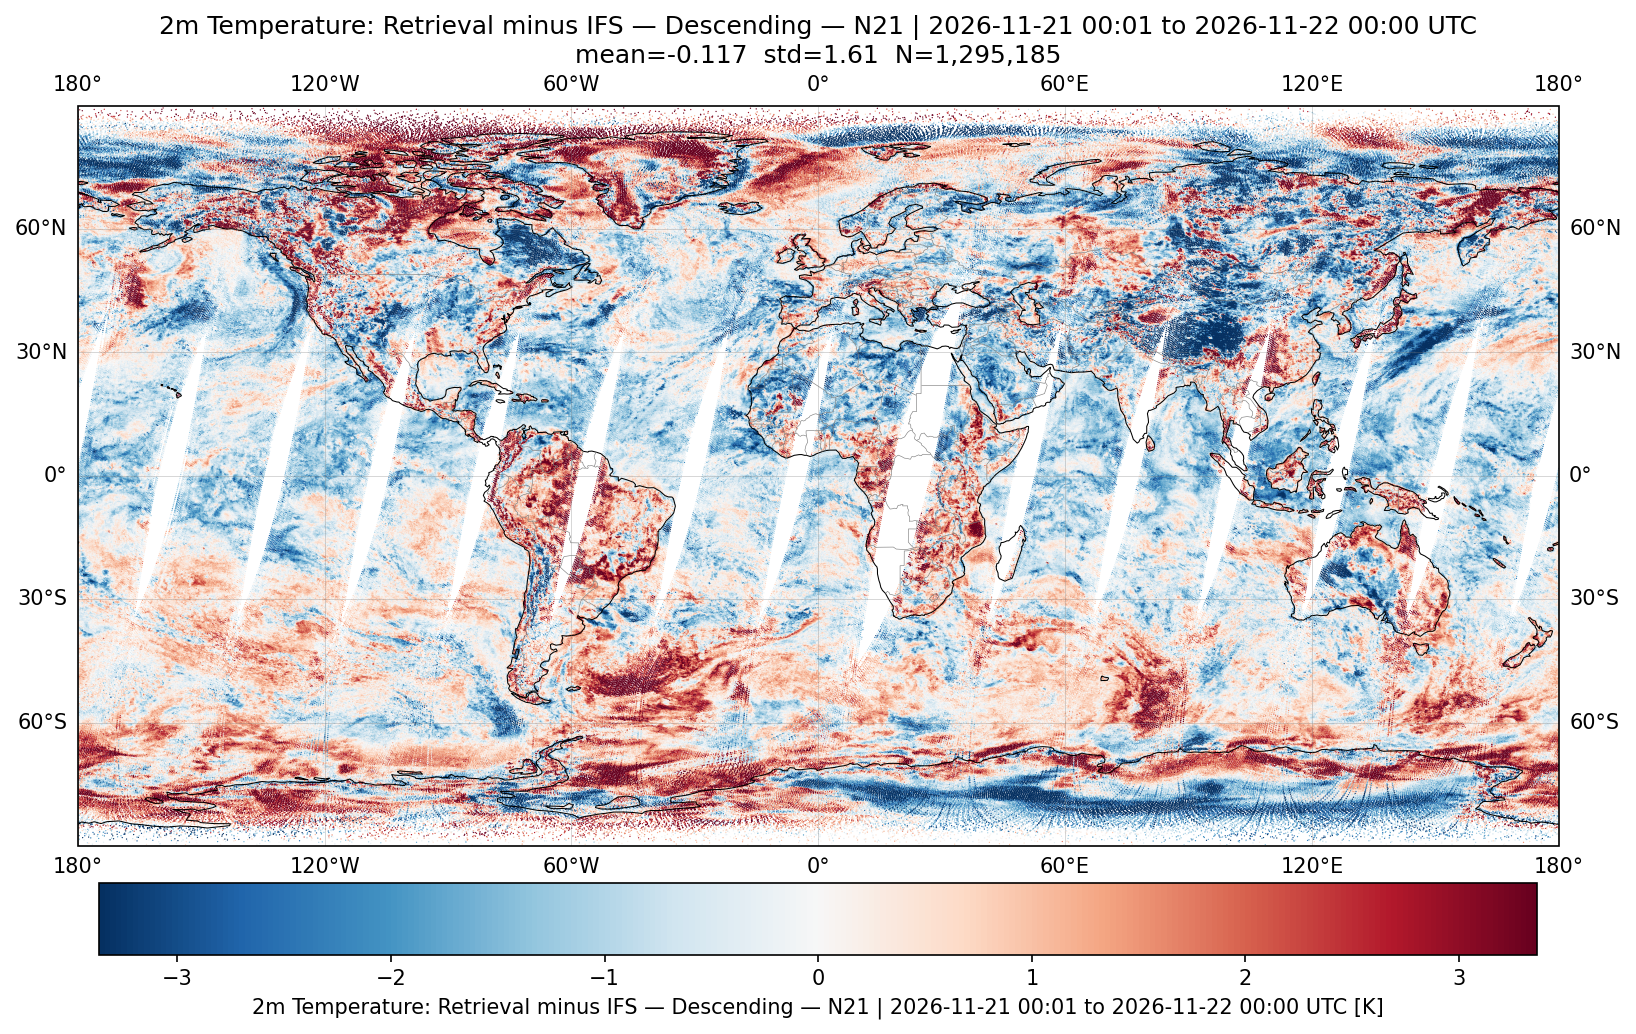 2m Temperature: Retrieval minus IFS — Descending — N21 | 2026-11-21 00:01 to 2026-11-22 00:00 UTC
mean=-0.117 std=1.61 N=1,295,185
180° 120°W 60°W 0° 60°E 120°E 180°
60°N 60°N
30°N 30°N
0° 0°
30°S 30°S
60°S 60°S
180° 120°W 60°W 0° 60°E 120°E 180°
−3 −2 −1 0 1 2 3
2m Temperature: Retrieval minus IFS — Descending — N21 | 2026-11-21 00:01 to 2026-11-22 00:00 UTC [K]